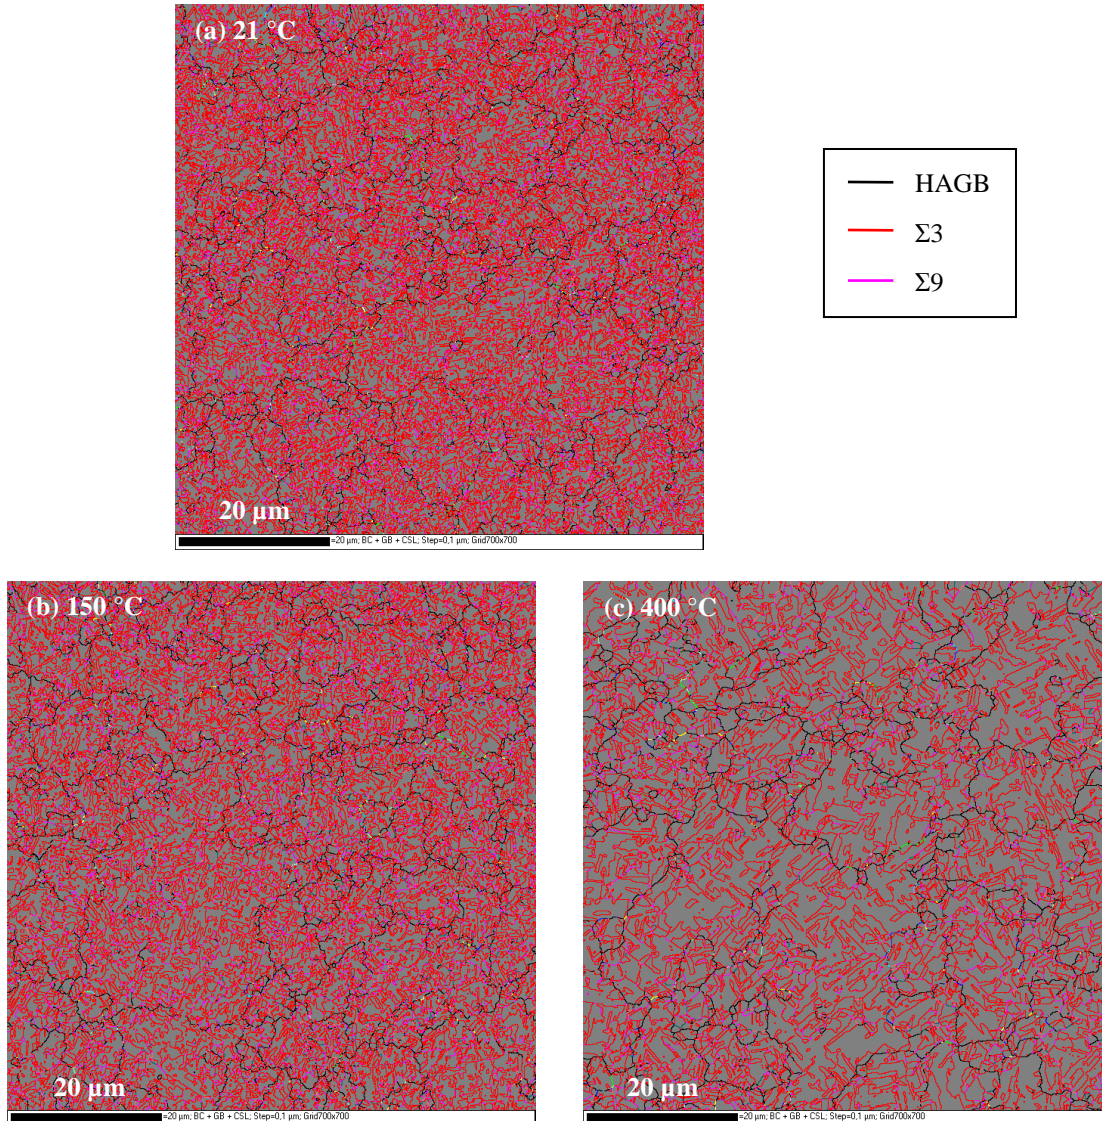 (a) 21 °C
HAGB
Σ3
Σ9
20 µm
=20 µm; BC + GB + CSL; Step=0,1 µm; Grid700x700
(b) 150 °C
(c) 400 °C
20 µm
20 µm
=20 µm; BC + GB + CSL; Step=0,1 µm; Grid700x700
=20 µm; BC + GB + CSL; Step=0,1 µm; Grid700x700